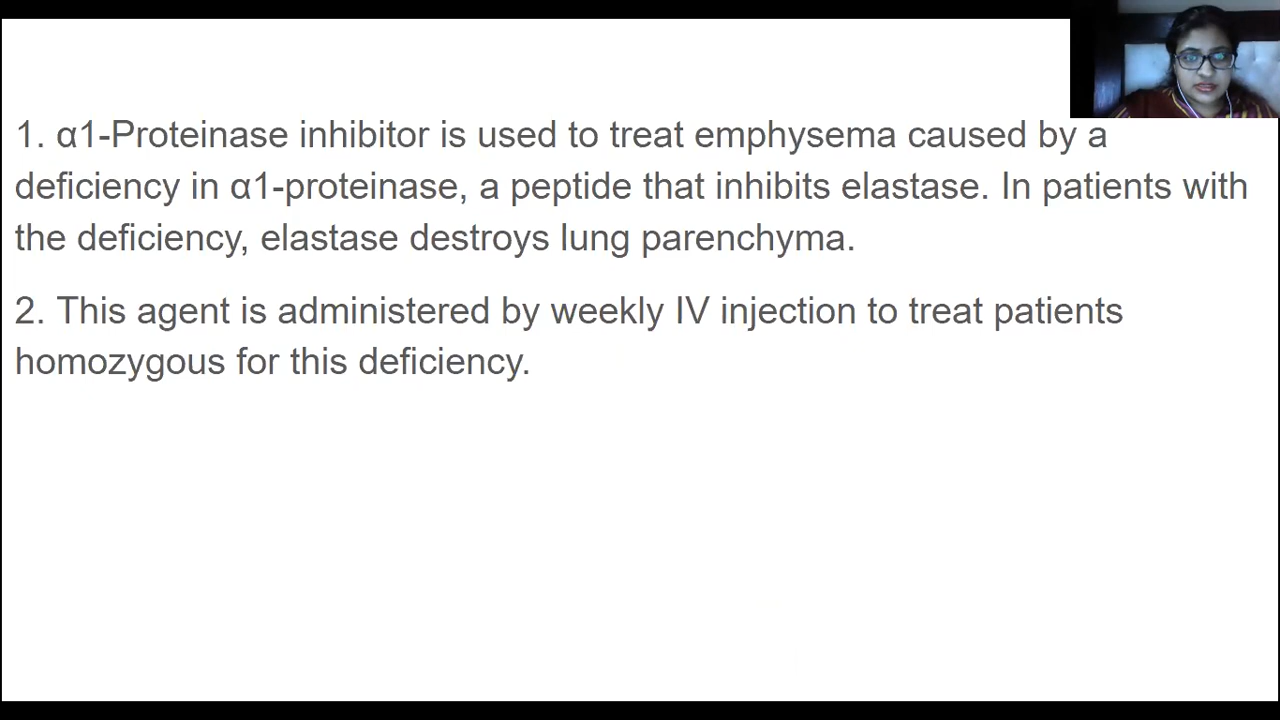 1. α1-Proteinase inhibitor is used to treat emphysema caused by a
deficiency in α1-proteinase, a peptide that inhibits elastase. In patients with
the deficiency, elastase destroys lung parenchyma.
2. This agent is administered by weekly IV injection to treat patients
homozygous for this deficiency.